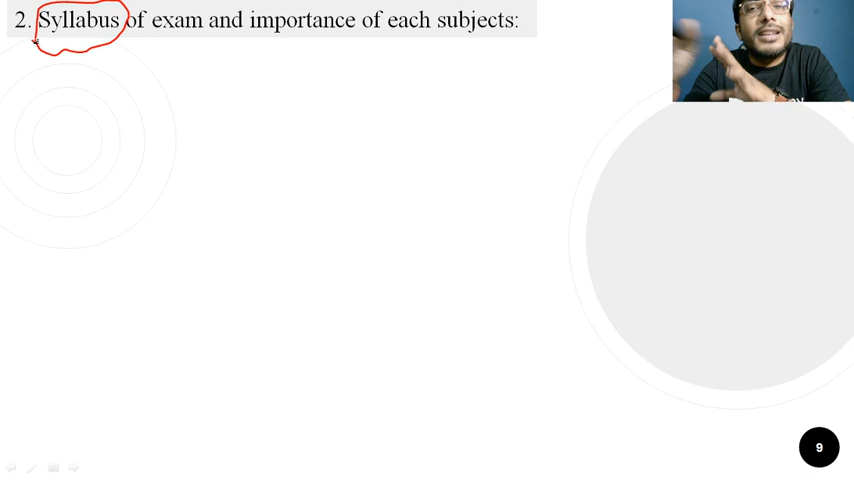 2. Syllabus of exam and importance of each subjects:
9